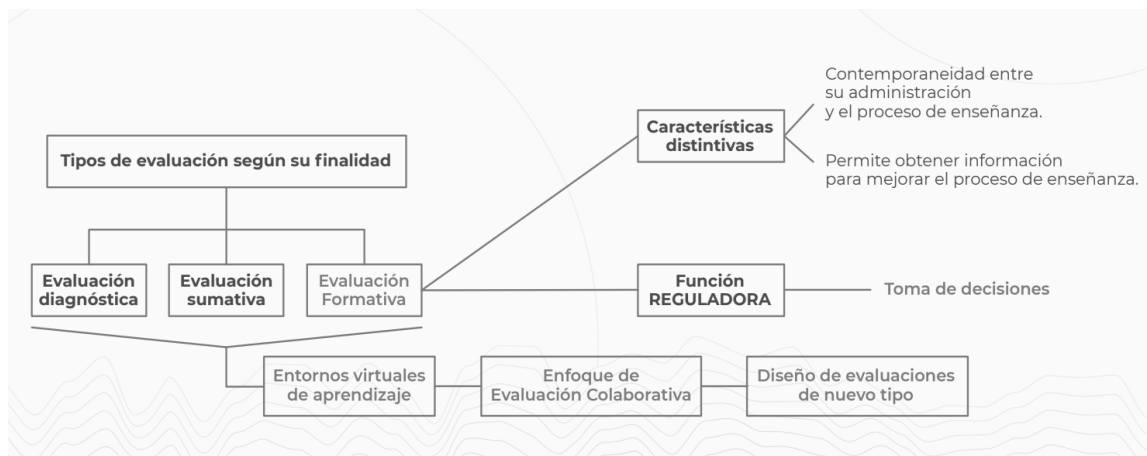 Contemporaneidad entre
su administración
y el proceso de enseñanza.
Características
distintivas
Tipos de evaluación según su finalidad
Permite obtener información
para mejorar el proceso de enseñanza.
Evaluación
diagnóstica
Evaluación
sumativa
Evaluación
Formativa
Función
REGULADORA
Toma de decisiones
Entornos virtuales
de aprendizaje
Enfoque de
Evaluación Colaborativa
Diseño de evaluaciones
de nuevo tipo